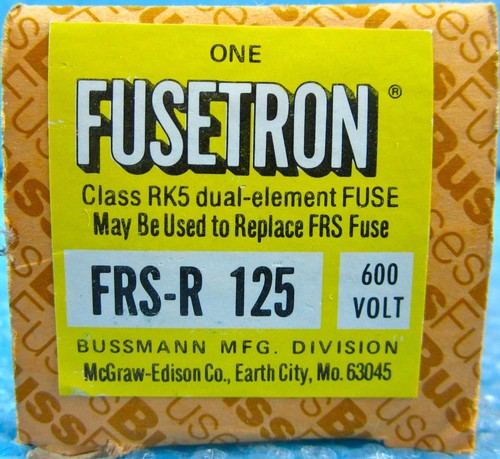 ONE
FUSETRON®
Class RK5 dual-element FUSE
May Be Used to Replace FRS Fuse
FRS-R 125
600
VOLT
BUSSMANN MFG. DIVISION
McGraw-Edison Co., Earth City, Mo. 63045